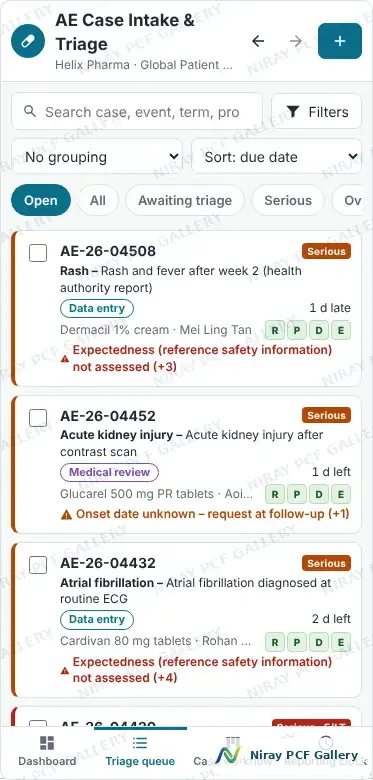 AE Case Intake &
Triage
Helix Pharma · Global Patient ...
Search case, event, term, pro
Filters
No grouping
Sort: due date
Open
All
Awaiting triage
Serious
Ov
AE-26-04508
Serious
Rash – Rash and fever after week 2 (health
authority report)
Data entry
1 d late
Dermacil 1% cream · Mei Ling Tan
R P D E
Expectedness (reference safety information)
not assessed (+3)
AE-26-04452
Serious
Acute kidney injury – Acute kidney injury after
contrast scan
Medical review
1 d left
Glucarel 500 mg PR tablets · Aoi...
R P D E
Onset date unknown – request at follow-up (+1)
AE-26-04432
Serious
Atrial fibrillation – Atrial fibrillation diagnosed at
routine ECG
Data entry
2 d left
Cardivan 80 mg tablets · Rohan ...
R P D E
Expectedness (reference safety information)
not assessed (+4)
Dashboard
Triage queue
Ca
Reporting clock
Niray PCF Gallery
NIRAY PCF GALLERY